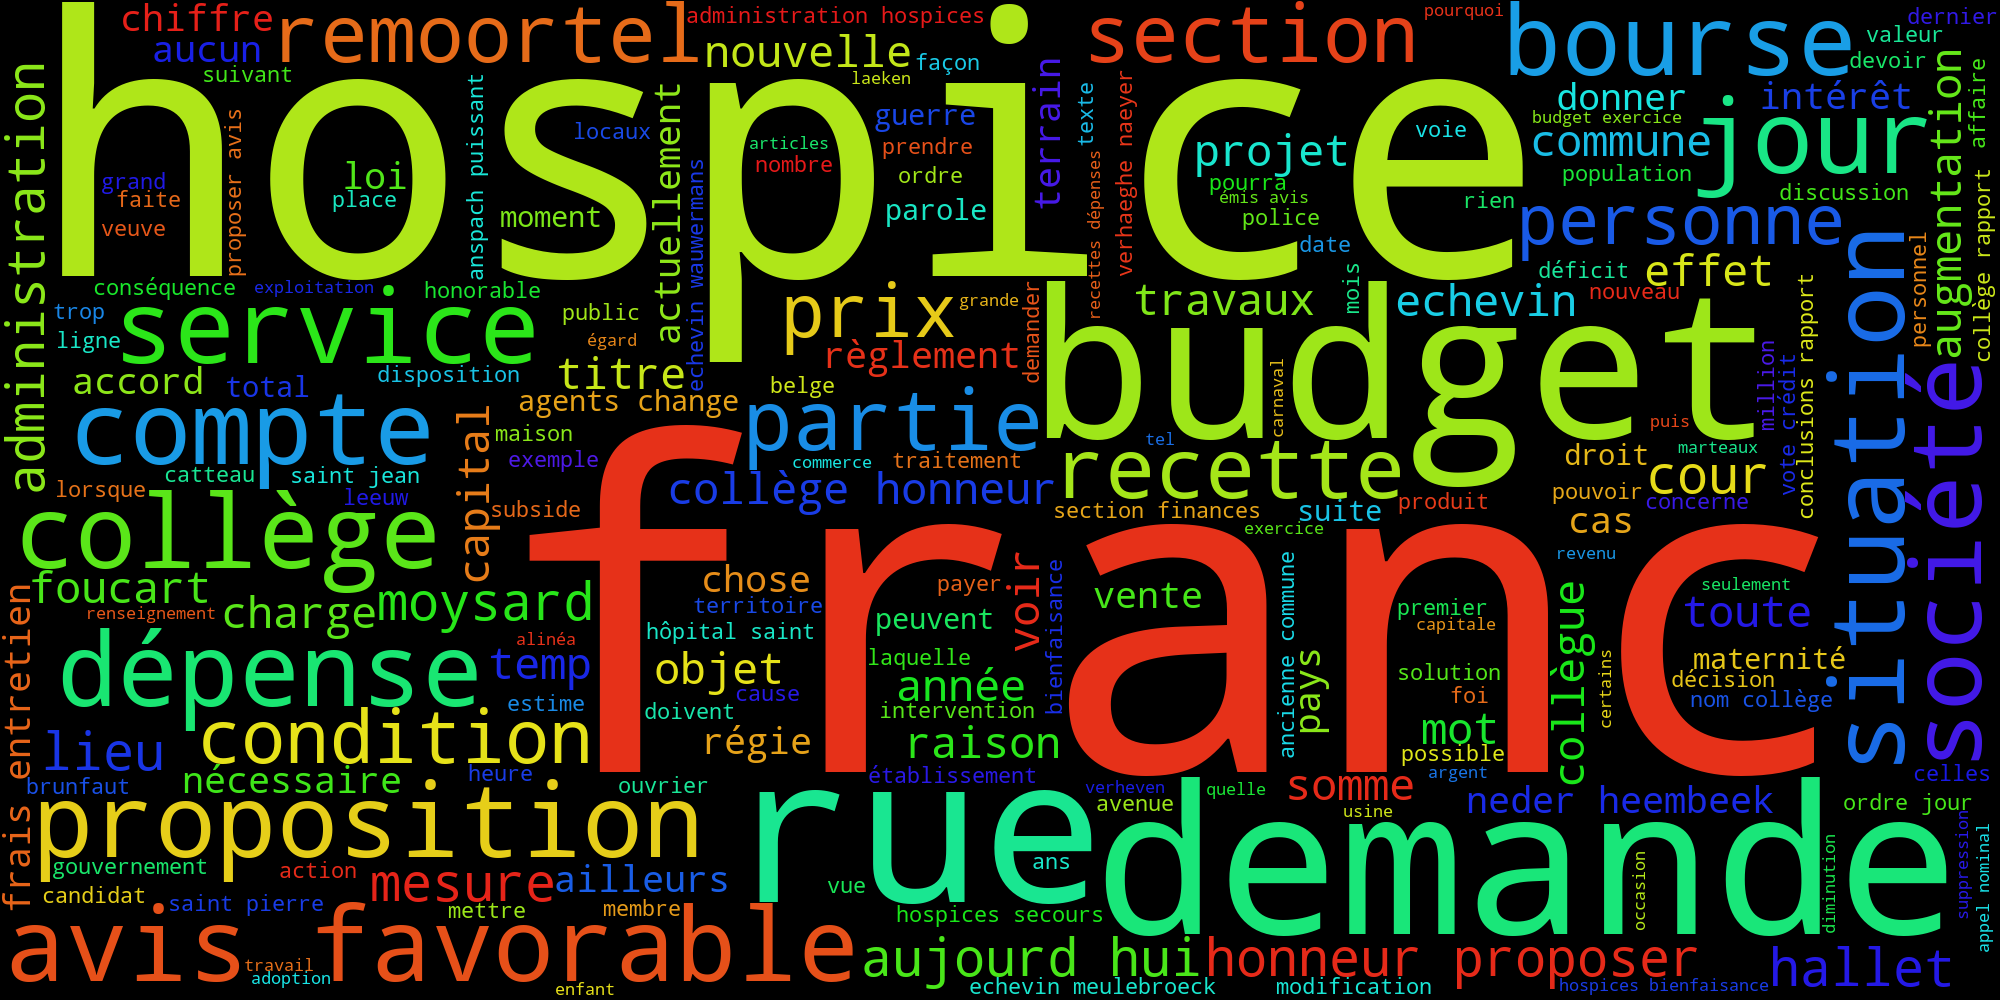 hospice
franc
budget
demande
rue
avis favorable
proposition
situation
société
collège
dépense
condition
compte
service
remoortel
section
bourse
jour
personne
partie
recette
administration
chiffre
aucun
suivant
administration hospices
nouvelle
façon
laeken
pourquoi
dernier
valeur
devoir
donner
intérêt
budget exercice
commune
population
discussion
augmentation
affaire
collège rapport
personnel
grand
faite
veuve
proposer avis
loi
place
anspach puissant
locaux
moment
actuellement
articles
nombre
guerre
prendre
ordre
parole
terrain
texte
recettes dépenses
verhaeghe naeyer
projet
pourra
émis avis
police
voie
rien
date
mois
déficit
effet
nouveau
echevin
travaux
conséquence
exploitation
honorable
trop
ligne
public
égard
titre
echevin wauwermans
prix
grande
règlement
demander
accord
total
disposition
agents change
belge
carnaval
million
vote crédit
conclusions rapport
puis
marteaux
tel
capital
maison
exemple
catteau
saint jean
lorsque
leeuw
subside
commerce
traitement
collège honneur
section finances
suite
produit
exercice
droit
pouvoir
cour
concerne
cas
revenu
foucart
renseignement
charge
moysard
alinéa
temp
estime
frais entretien
lieu
brunfaut
nécessaire
heure
chose
territoire
hôpital saint
objet
cause
doivent
régie
payer
peuvent
laquelle
année
intervention
raison
établissement
voir
bienfaisance
vente
ancienne commune
pays
premier
capitale
solution
foi
mot
possible
argent
collègue
certains
seulement
toute
maternité
décision
nom collège
celles
ouvrier
verheven
avenue
quelle
somme
usine
neder heembeek
ordre jour
gouvernement
action
candidat
saint pierre
mesure
ailleurs
mettre
membre
vue
ans
hospices secours
occasion
diminution
suppression
appel nominal
travail
adoption
enfant
aujourd hui
honneur proposer
hallet
echevin meulebroeck
modification
hospices bienfaisance